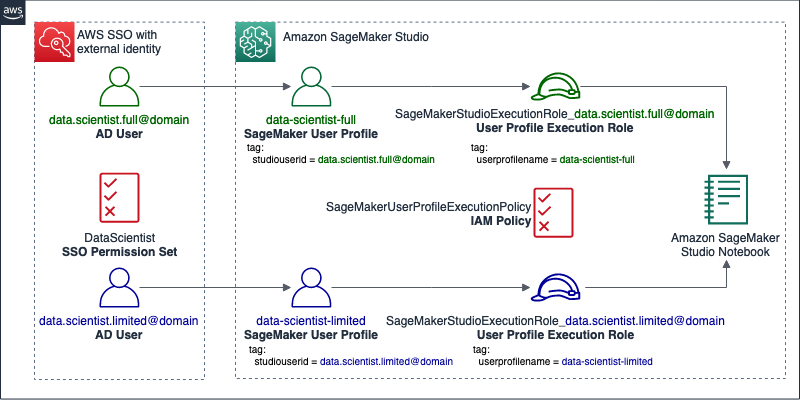 aws
AWS SSO with
external identity
Amazon SageMaker Studio
data.scientist.full@domain
AD User
data-scientist-full
SageMaker User Profile
tag:
studiouserid = data.scientist.full@domain
SageMakerStudioExecutionRole_data.scientist.full@domain
User Profile Execution Role
tag:
userprofilename = data-scientist-full
DataScientist
SSO Permission Set
SageMakerUserProfileExecutionPolicy
IAM Policy
Amazon SageMaker
Studio Notebook
data.scientist.limited@domain
AD User
data-scientist-limited
SageMaker User Profile
tag:
studiouserid = data.scientist.limited@domain
SageMakerStudioExecutionRole_data.scientist.limited@domain
User Profile Execution Role
tag:
userprofilename = data-scientist-limited